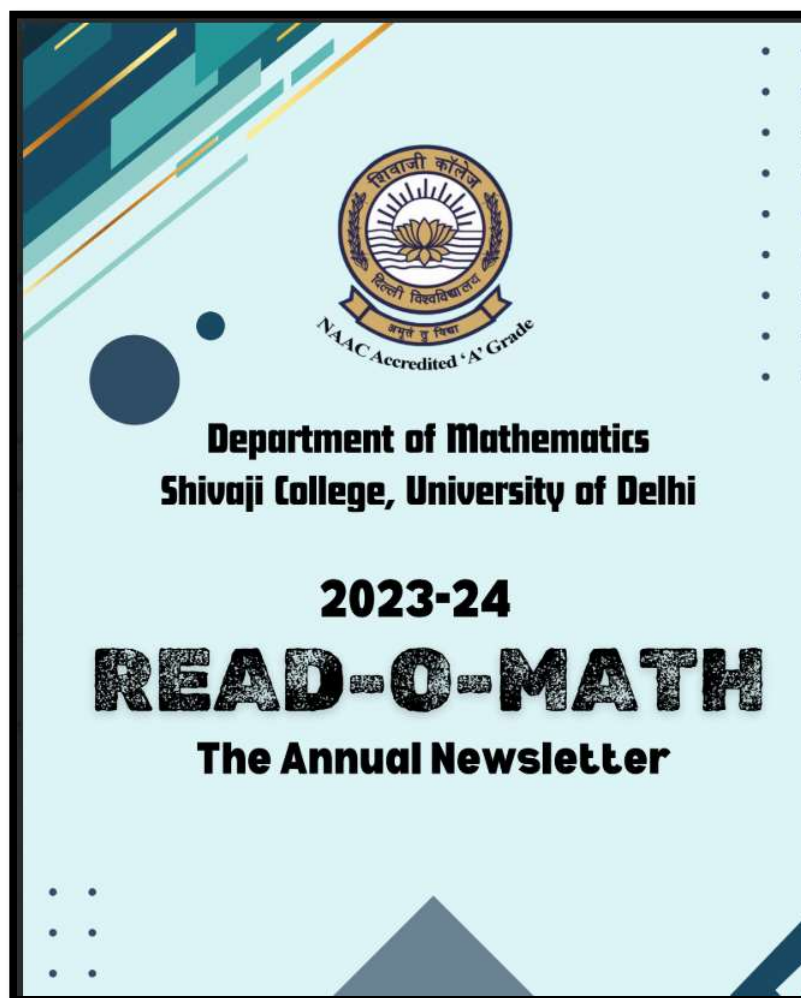 शिवाजी कॉलेज
दिल्ली विश्वविद्यालय
अमृतं तु विद्या
NAAC Accredited 'A' Grade
Department of Mathematics
Shivaji College, University of Delhi
2023-24
READ-O-MATH
The Annual Newsletter